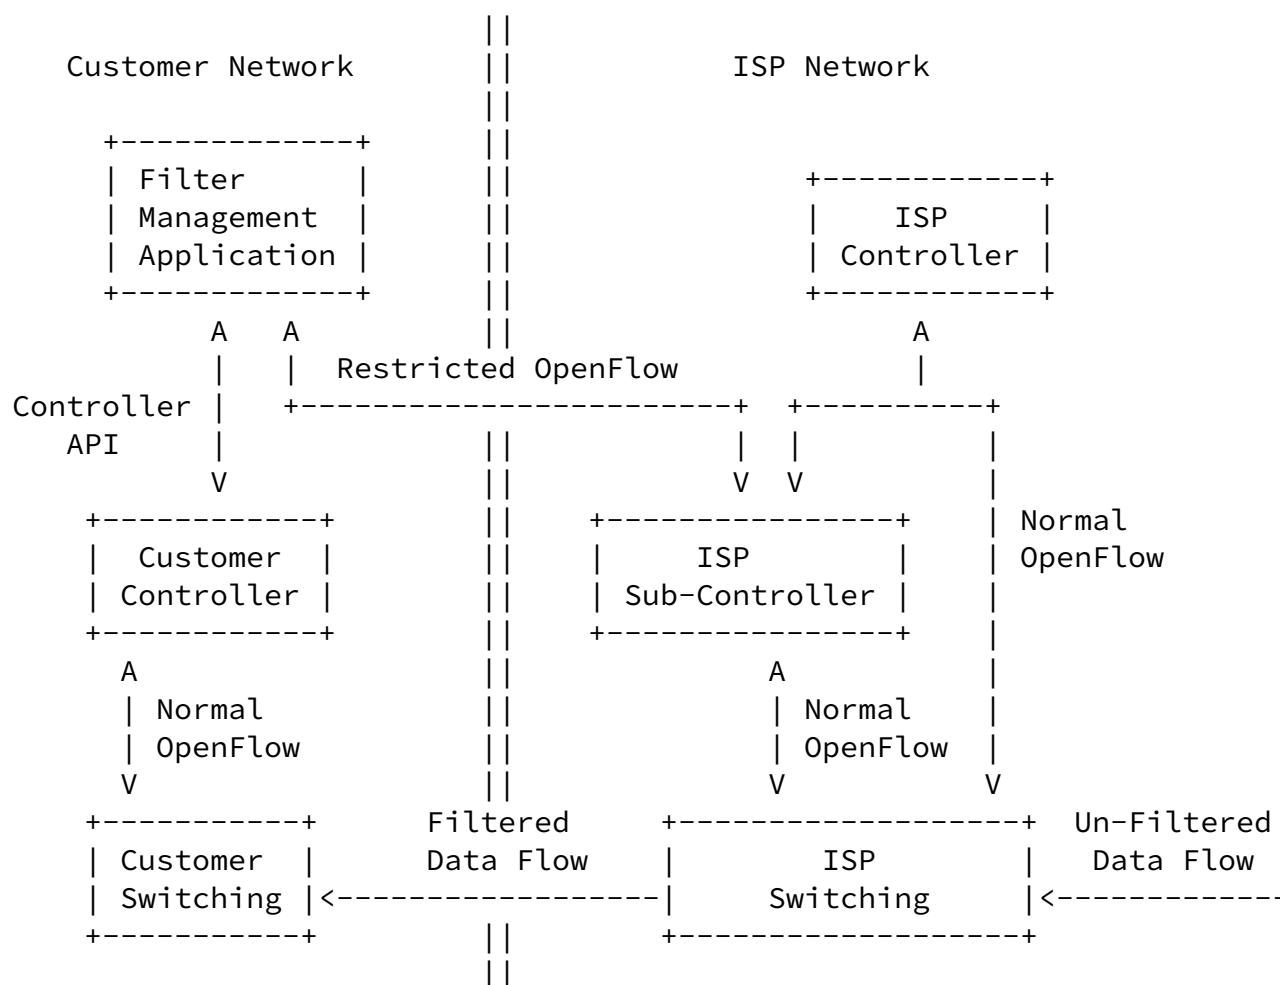 Customer Network
ISP Network
Filter
Management
Application
ISP
Controller
A A
A
Restricted OpenFlow
Controller
API
V
V V
Normal
OpenFlow
Customer
Controller
ISP
Sub-Controller
A
A
Normal
OpenFlow
Normal
OpenFlow
V
V
V
Filtered
Data Flow
Un-Filtered
Data Flow
Customer
Switching
ISP
Switching